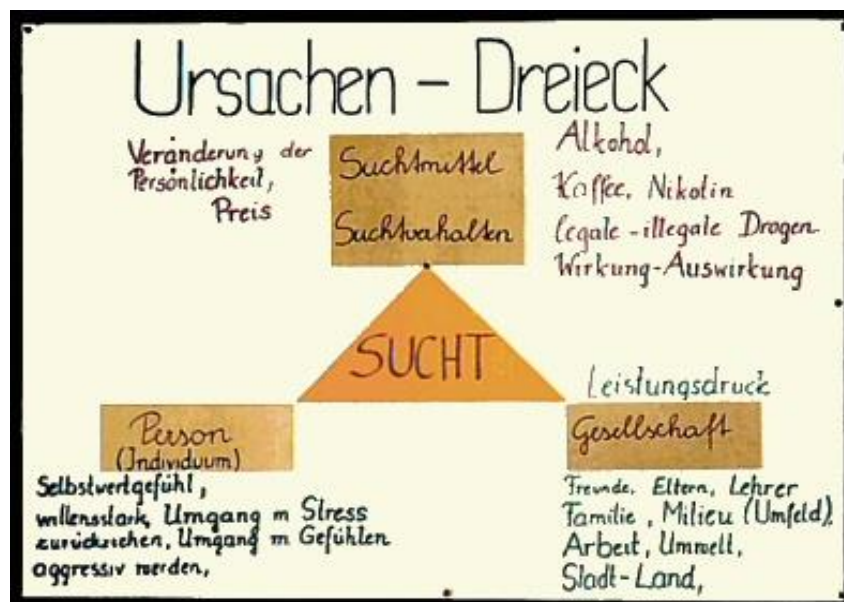 Ursachen - Dreieck
Veränderung der
Persönlichkeit,
Preis
Suchtmittel
Suchtverhalten
Alkohol,
Kaffee, Nikotin
legale - illegale Drogen
Wirkung-Auswirkung
SUCHT
Person
(Individuum)
Selbstwertgefühl,
willensstark, Umgang m Stress
zurückziehen, Umgang m Gefühlen
aggressiv werden,
Leistungsdruck
Gesellschaft
Freunde, Eltern, Lehrer
Familie, Milieu (Umfeld),
Arbeit, Umwelt,
Stadt-Land,